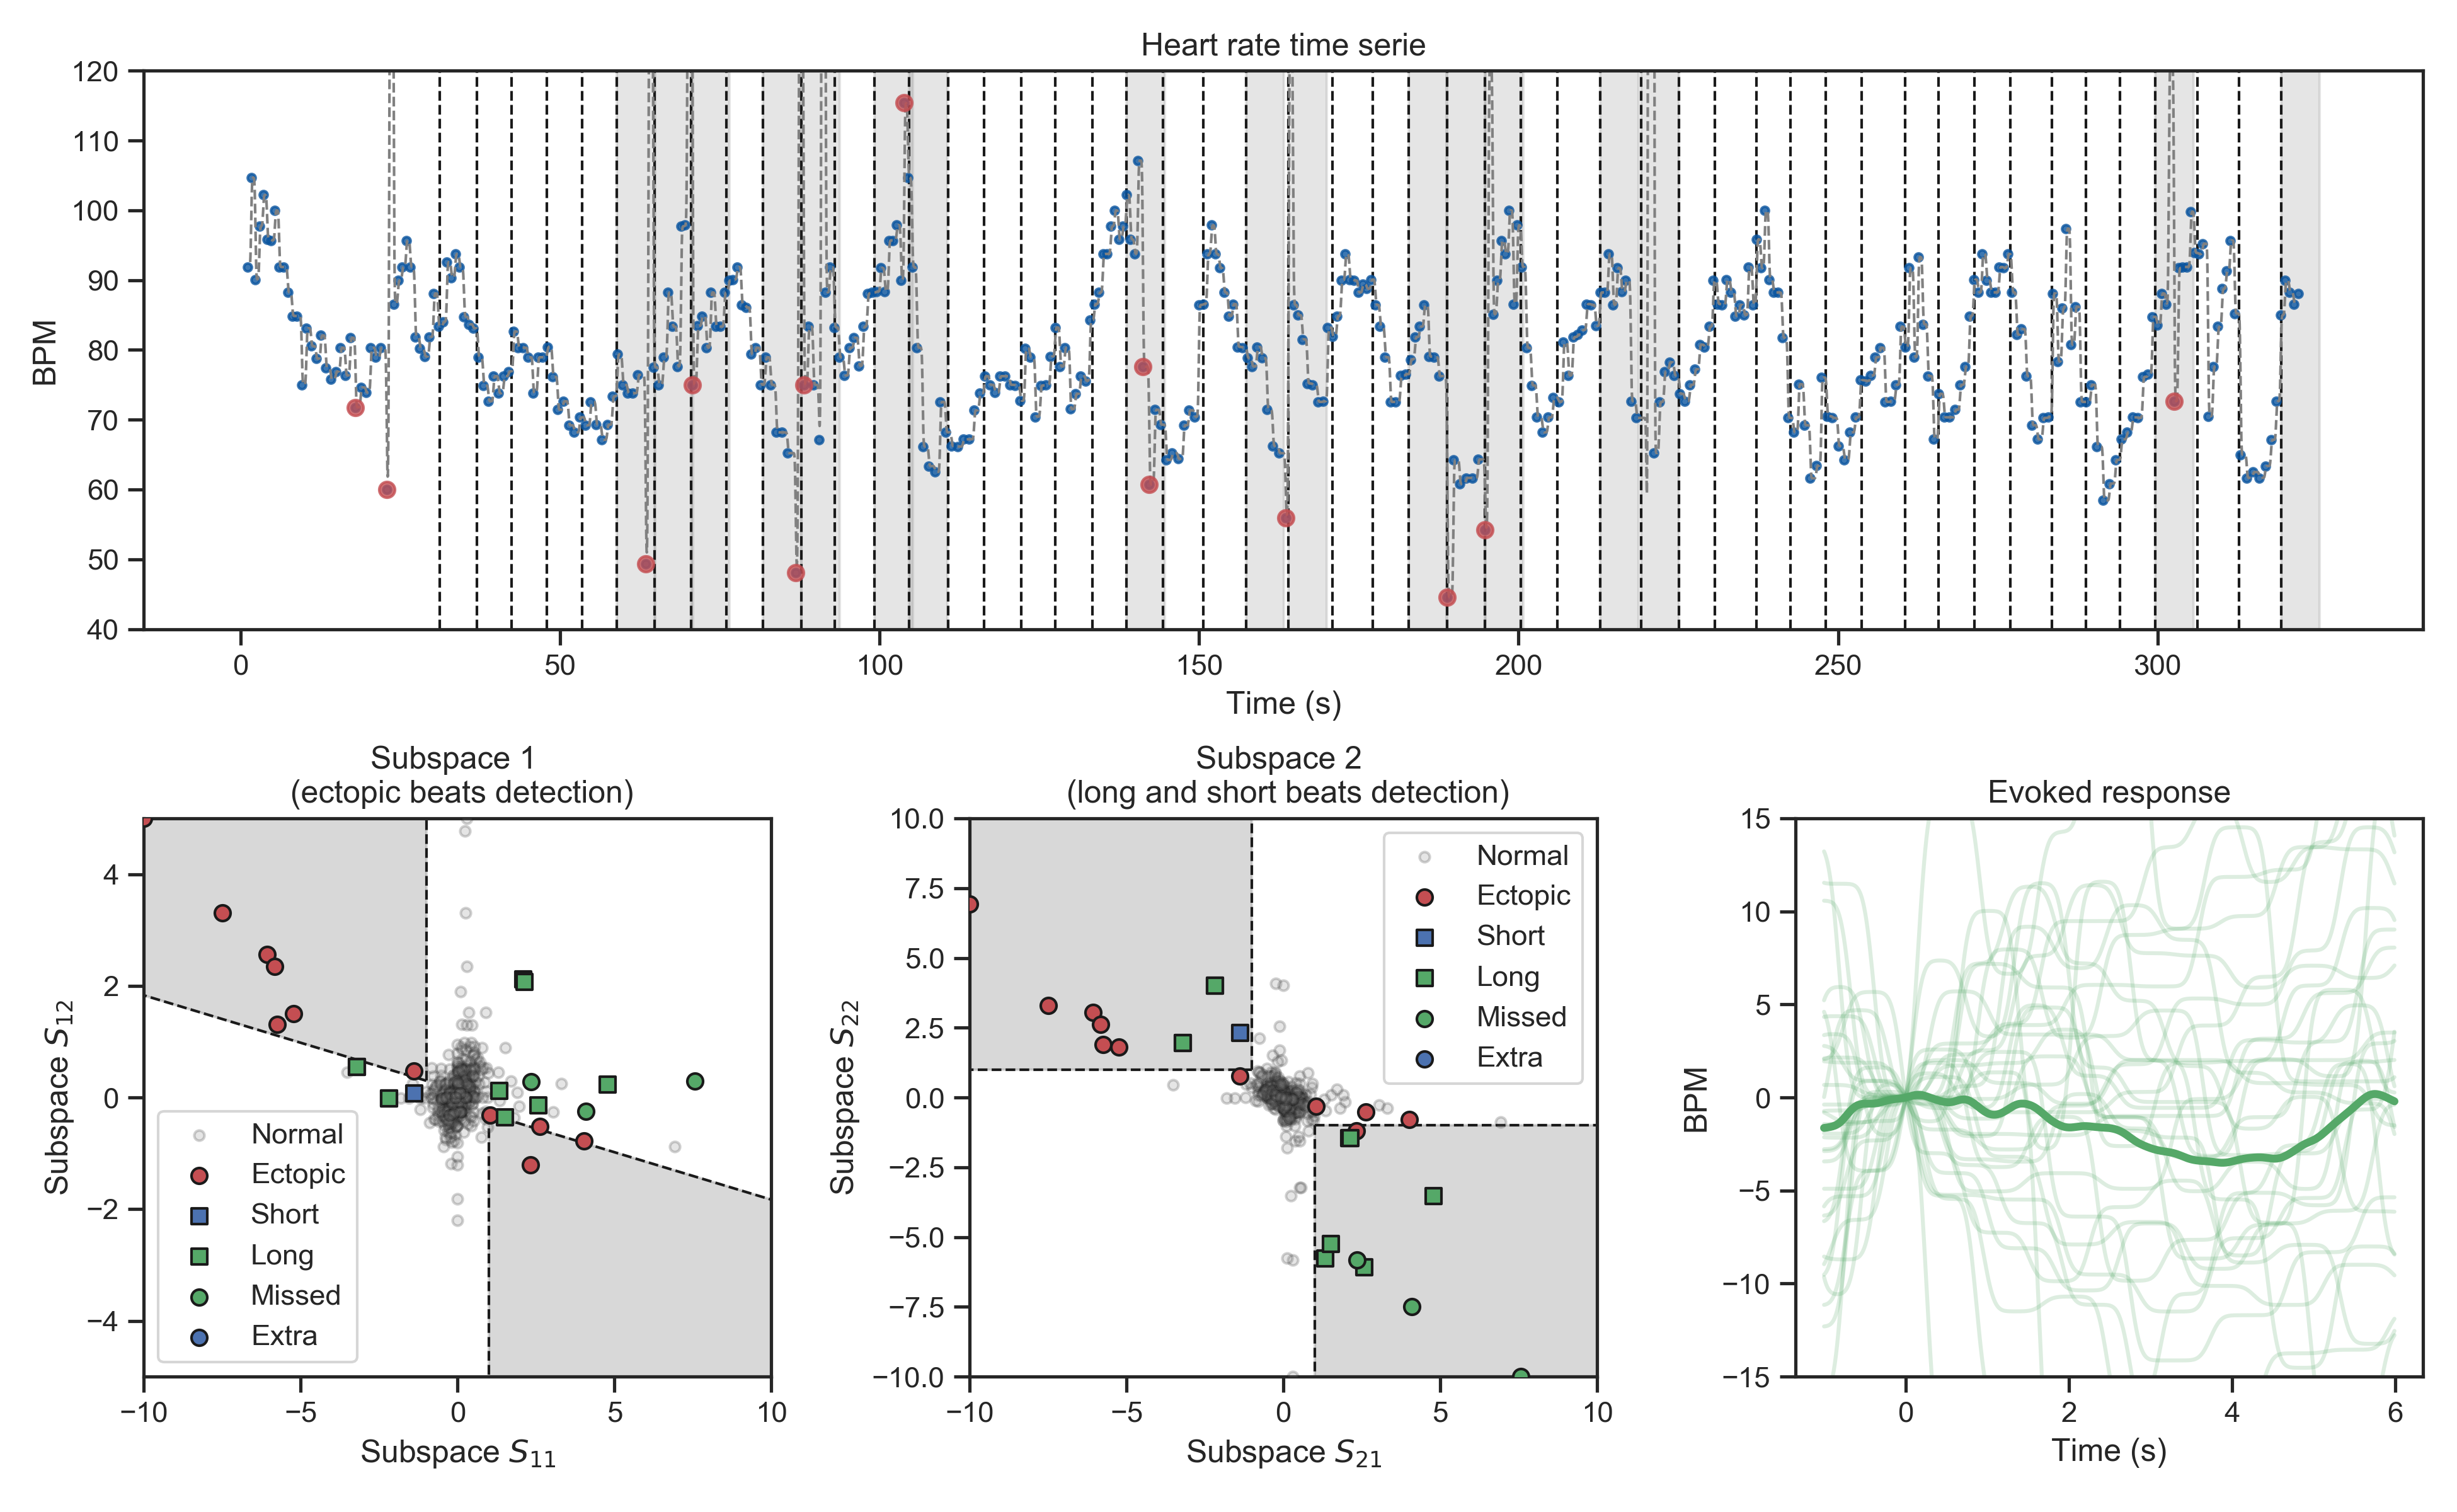 Heart rate time serie
120
110
100
90
80
70
60
50
40
BPM
0 50 100 150 200 250 300
Time (s)
Subspace 1
(ectopic beats detection)
4
2
0
−2
−4
Subspace S12
Normal
Ectopic
Short
Long
Missed
Extra
−10 −5 0 5 10
Subspace S11
Subspace 2
(long and short beats detection)
10.0
7.5
5.0
2.5
0.0
−2.5
−5.0
−7.5
−10.0
Subspace S22
Normal
Ectopic
Short
Long
Missed
Extra
−10 −5 0 5 10
Subspace S21
Evoked response
15
10
5
0
−5
−10
−15
BPM
0 2 4 6
Time (s)